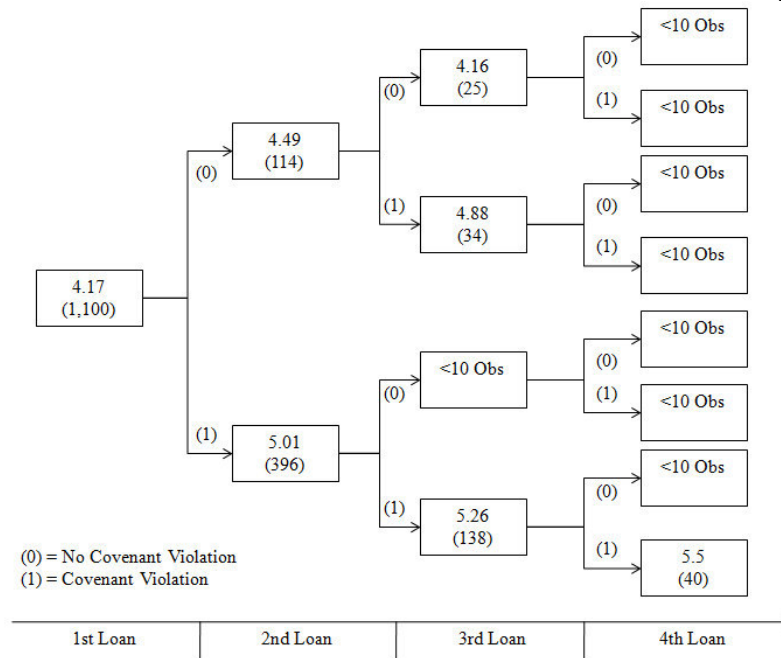 <10 Obs
(0)
4.16
(25)
(0)
(1)
<10 Obs
4.49
(114)
(0)
<10 Obs
(1)
4.88
(34)
(0)
(1)
<10 Obs
4.17
(1,100)
<10 Obs
<10 Obs
(0)
(0)
(1)
<10 Obs
(1)
5.01
(396)
<10 Obs
(0)
(1)
5.26
(138)
(1)
5.5
(40)
(0) = No Covenant Violation
(1) = Covenant Violation
1st Loan
2nd Loan
3rd Loan
4th Loan